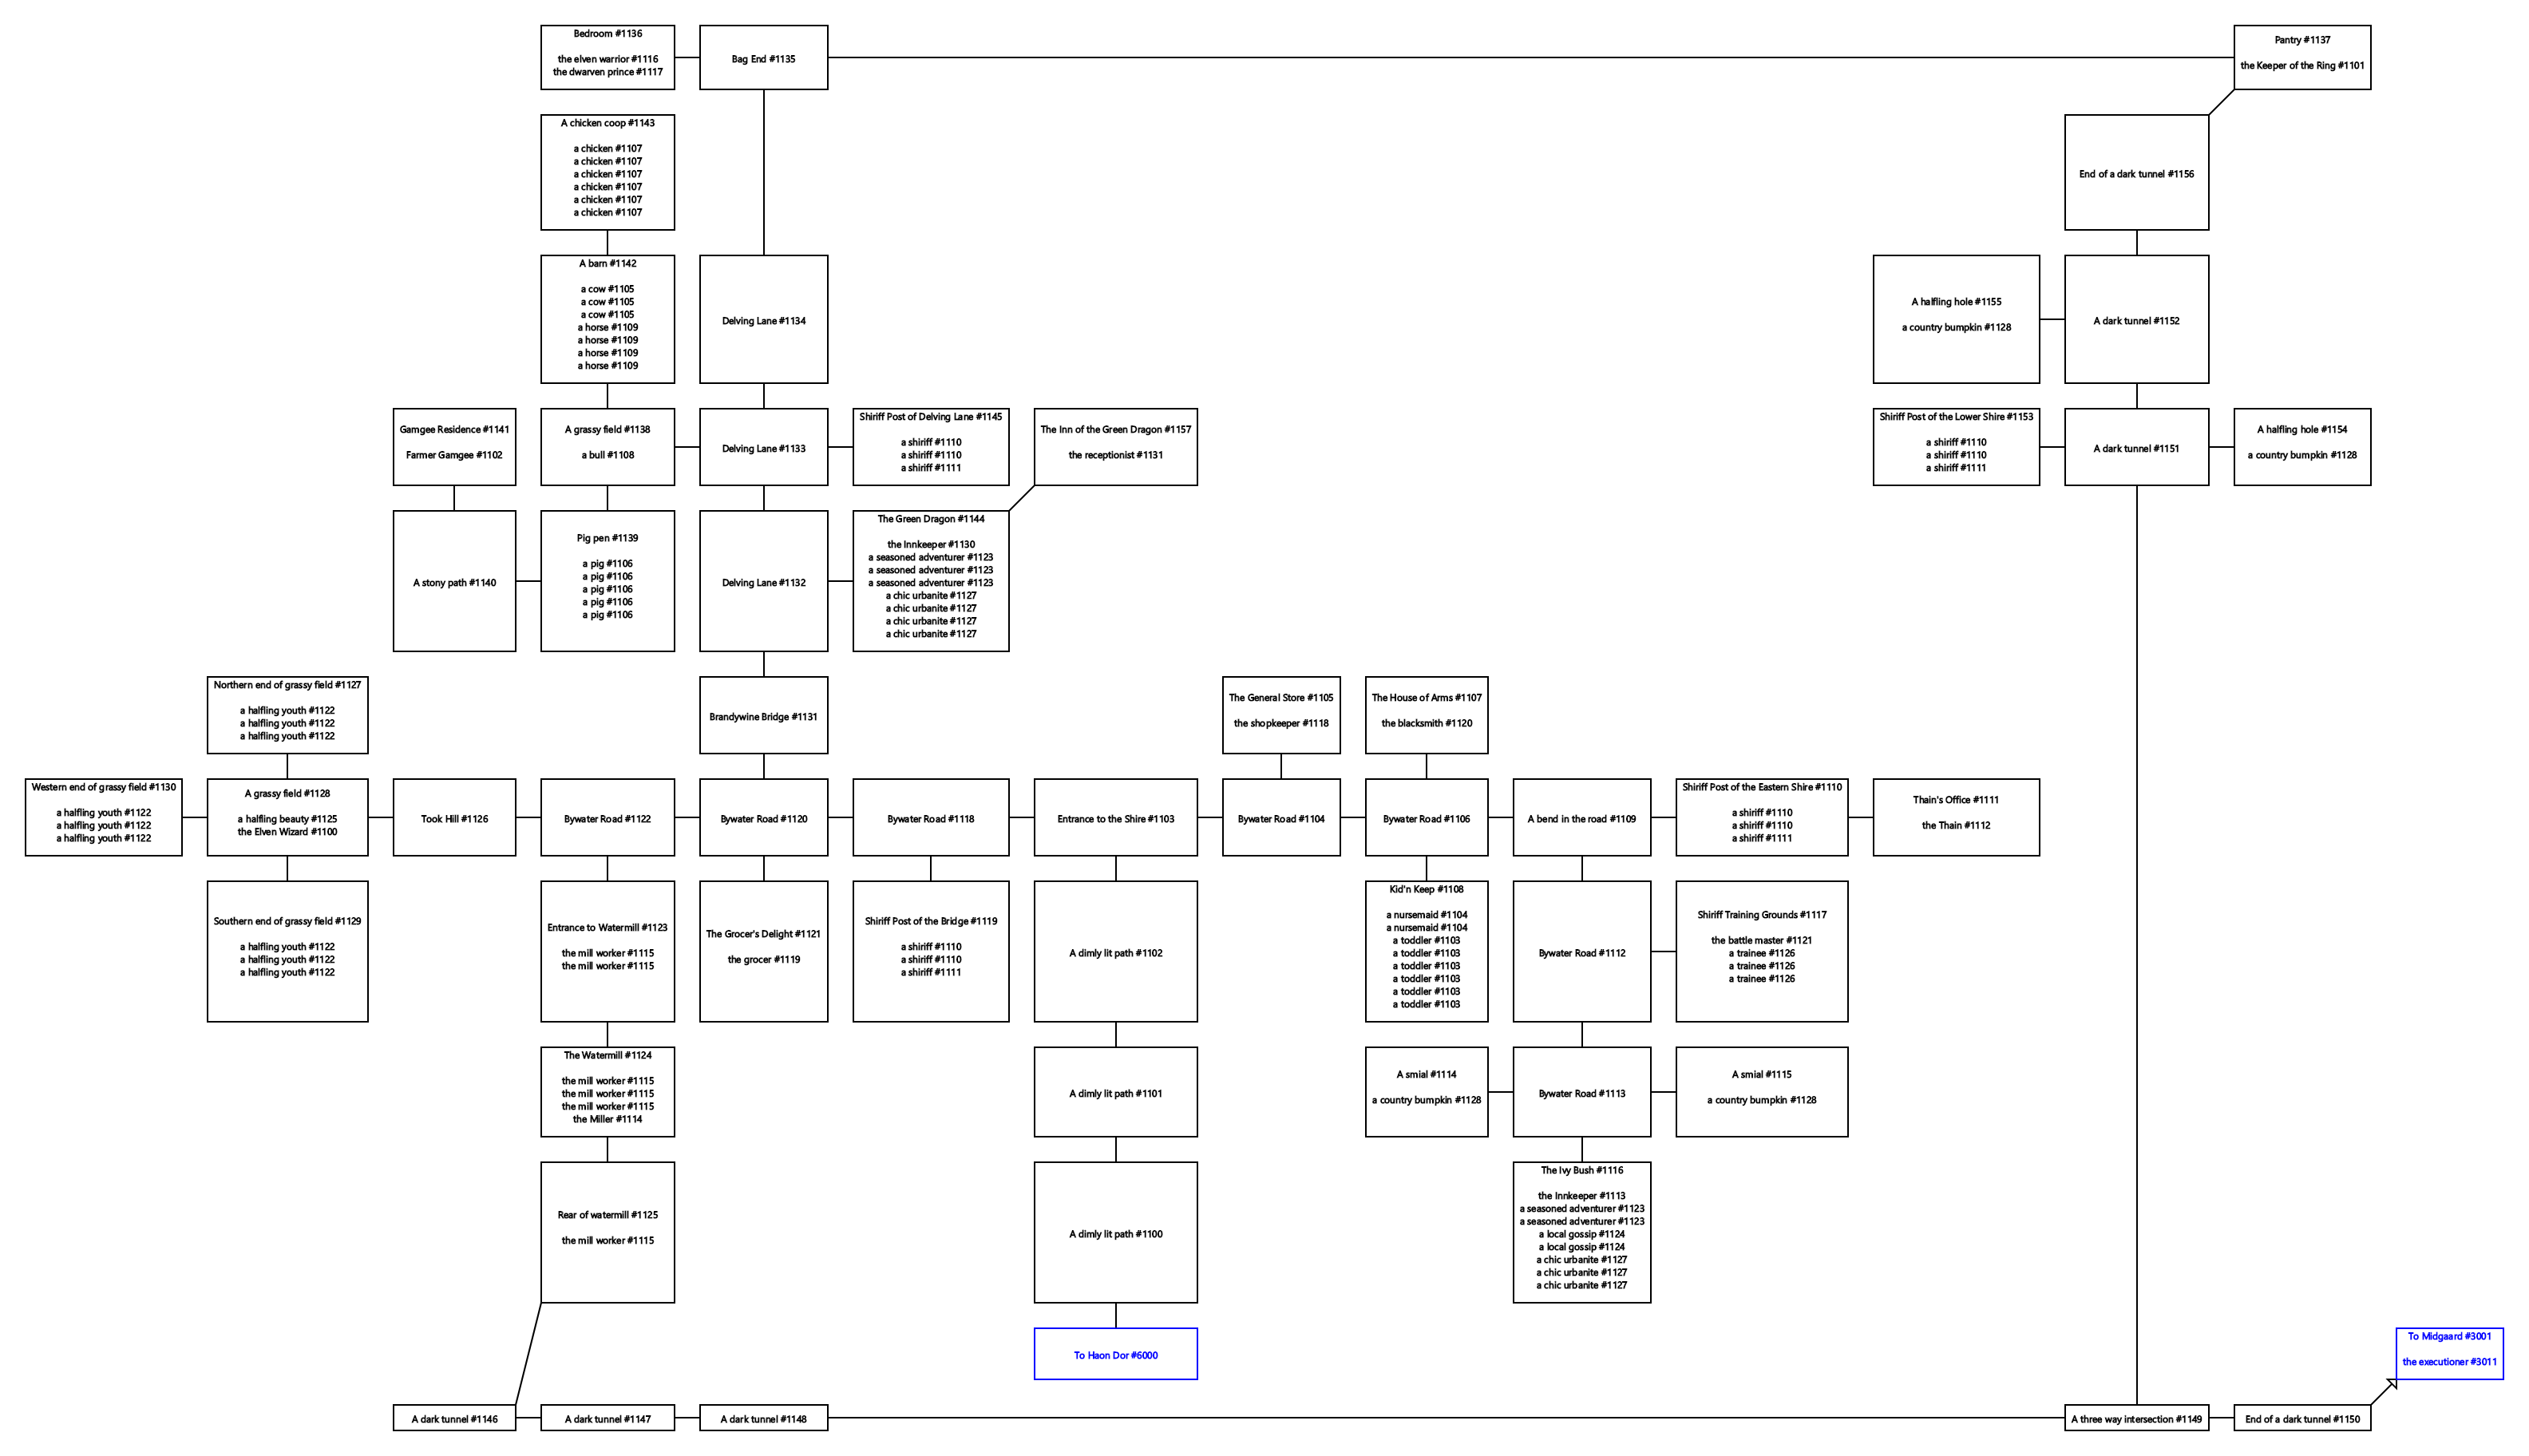 Bedroom #1136
the elven warrior #1116
the dwarven prince #1117
Bag End #1135
Pantry #1137
the Keeper of the Ring #1101
A chicken coop #1143
a chicken #1107
a chicken #1107
a chicken #1107
a chicken #1107
a chicken #1107
a chicken #1107
End of a dark tunnel #1156
A barn #1142
a cow #1105
a cow #1105
a cow #1105
a horse #1109
a horse #1109
a horse #1109
a horse #1109
Delving Lane #1134
A halfling hole #1155
a country bumpkin #1128
A dark tunnel #1152
Gamgee Residence #1141
Farmer Gamgee #1102
A grassy field #1138
a bull #1108
Delving Lane #1133
Shiriff Post of Delving Lane #1145
a shiriff #1110
a shiriff #1110
a shiriff #1111
The Inn of the Green Dragon #1157
the receptionist #1131
Shiriff Post of the Lower Shire #1153
a shiriff #1110
a shiriff #1110
a shiriff #1111
A dark tunnel #1151
A halfling hole #1154
a country bumpkin #1128
A stony path #1140
Pig pen #1139
a pig #1106
a pig #1106
a pig #1106
a pig #1106
a pig #1106
Delving Lane #1132
The Green Dragon #1144
the Innkeeper #1130
a seasoned adventurer #1123
a seasoned adventurer #1123
a seasoned adventurer #1123
a chic urbanite #1127
a chic urbanite #1127
a chic urbanite #1127
a chic urbanite #1127
Northern end of grassy field #1127
a halfling youth #1122
a halfling youth #1122
a halfling youth #1122
Brandywine Bridge #1131
The General Store #1105
the shopkeeper #1118
The House of Arms #1107
the blacksmith #1120
Western end of grassy field #1130
a halfling youth #1122
a halfling youth #1122
a halfling youth #1122
A grassy field #1128
a halfling beauty #1125
the Elven Wizard #1100
Took Hill #1126
Bywater Road #1122
Bywater Road #1120
Bywater Road #1118
Entrance to the Shire #1103
Bywater Road #1104
Bywater Road #1106
A bend in the road #1109
Shiriff Post of the Eastern Shire #1110
a shiriff #1110
a shiriff #1110
a shiriff #1111
Thain's Office #1111
the Thain #1112
Southern end of grassy field #1129
a halfling youth #1122
a halfling youth #1122
a halfling youth #1122
Entrance to Watermill #1123
the mill worker #1115
the mill worker #1115
The Grocer's Delight #1121
the grocer #1119
Shiriff Post of the Bridge #1119
a shiriff #1110
a shiriff #1110
a shiriff #1111
A dimly lit path #1102
Kid'n Keep #1108
a nursemaid #1104
a nursemaid #1104
a toddler #1103
a toddler #1103
a toddler #1103
a toddler #1103
a toddler #1103
a toddler #1103
Bywater Road #1112
Shiriff Training Grounds #1117
the battle master #1121
a trainee #1126
a trainee #1126
a trainee #1126
The Watermill #1124
the mill worker #1115
the mill worker #1115
the mill worker #1115
the Miller #1114
A dimly lit path #1101
A smial #1114
a country bumpkin #1128
Bywater Road #1113
A smial #1115
a country bumpkin #1128
Rear of watermill #1125
the mill worker #1115
A dimly lit path #1100
The Ivy Bush #1116
the Innkeeper #1113
a seasoned adventurer #1123
a seasoned adventurer #1123
a local gossip #1124
a local gossip #1124
a chic urbanite #1127
a chic urbanite #1127
a chic urbanite #1127
To Haon Dor #6000
To Midgaard #3001
the executioner #3011
A dark tunnel #1146
A dark tunnel #1147
A dark tunnel #1148
A three way intersection #1149
End of a dark tunnel #1150